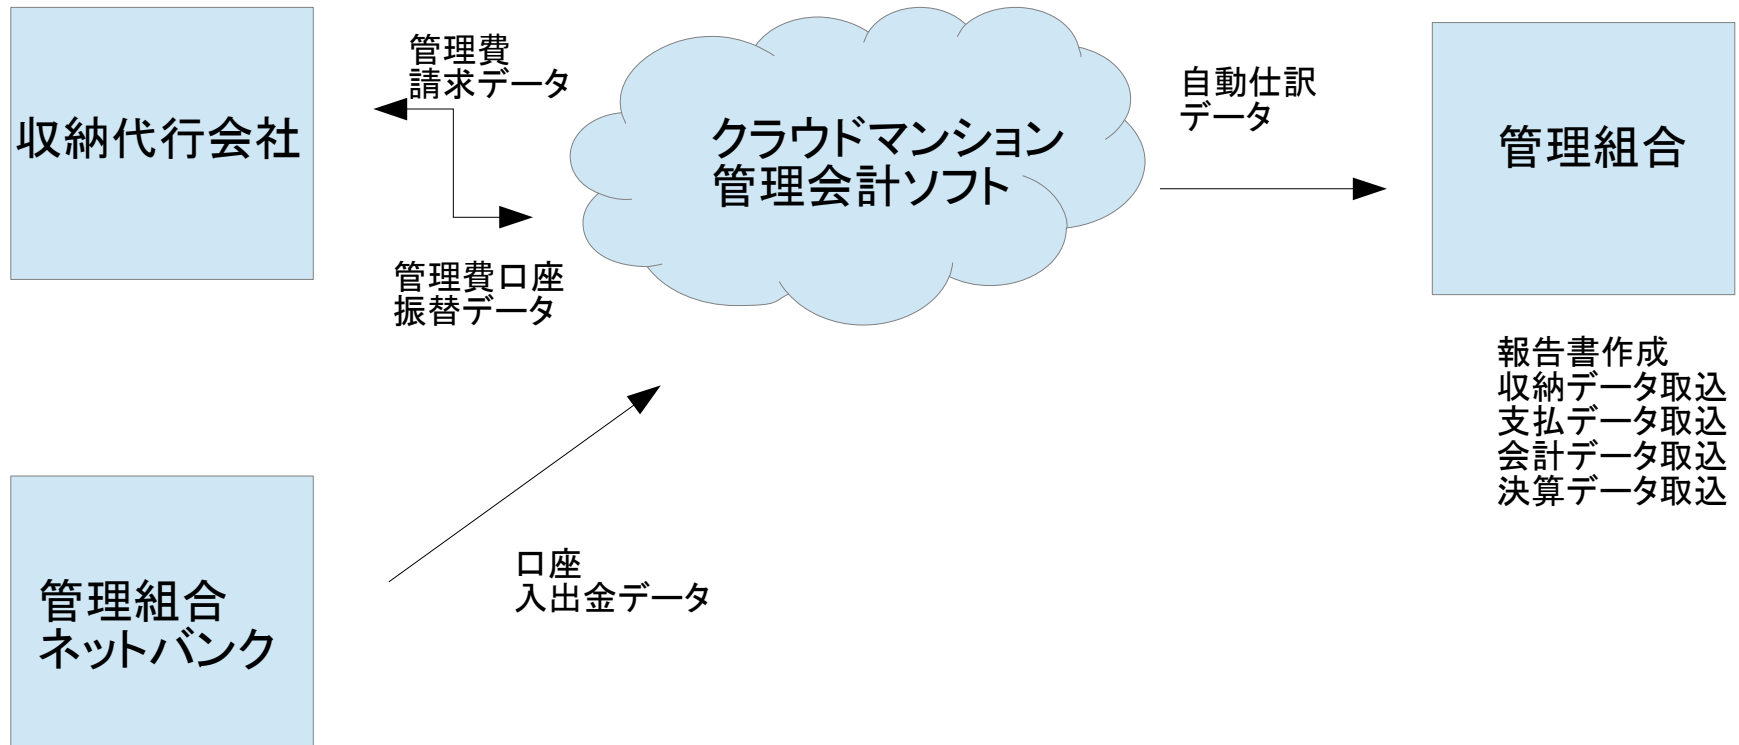 管理費
請求データ
収納代行会社
クラウドマンション
管理会計ソフト
自動仕訳
データ
管理組合
管理費口座
振替データ
報告書作成
収納データ取込
支払データ取込
会計データ取込
決算データ取込
口座
入出金データ
管理組合
ネットバンク